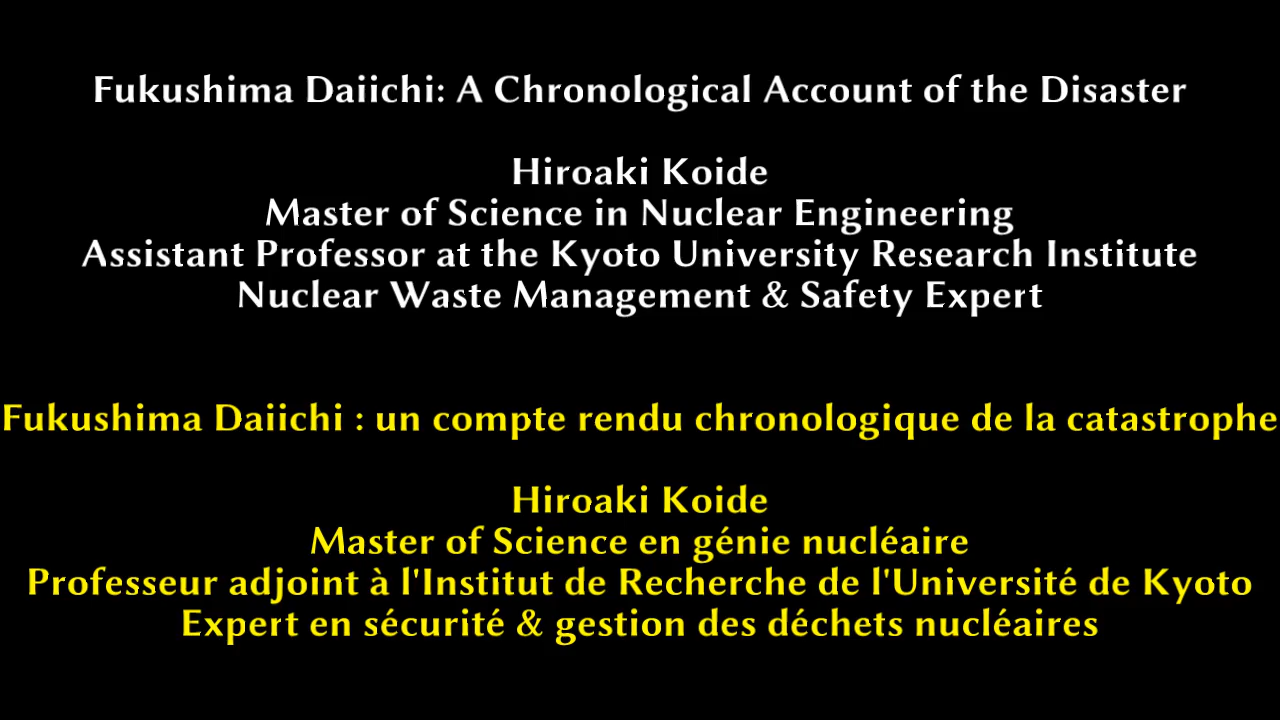 Fukushima Daiichi: A Chronological Account of the Disaster
Hiroaki Koide
Master of Science in Nuclear Engineering
Assistant Professor at the Kyoto University Research Institute
Nuclear Waste Management & Safety Expert
Fukushima Daiichi : un compte rendu chronologique de la catastrophe
Hiroaki Koide
Master of Science en génie nucléaire
Professeur adjoint à l'Institut de Recherche de l'Université de Kyoto
Expert en sécurité & gestion des déchets nucléaires